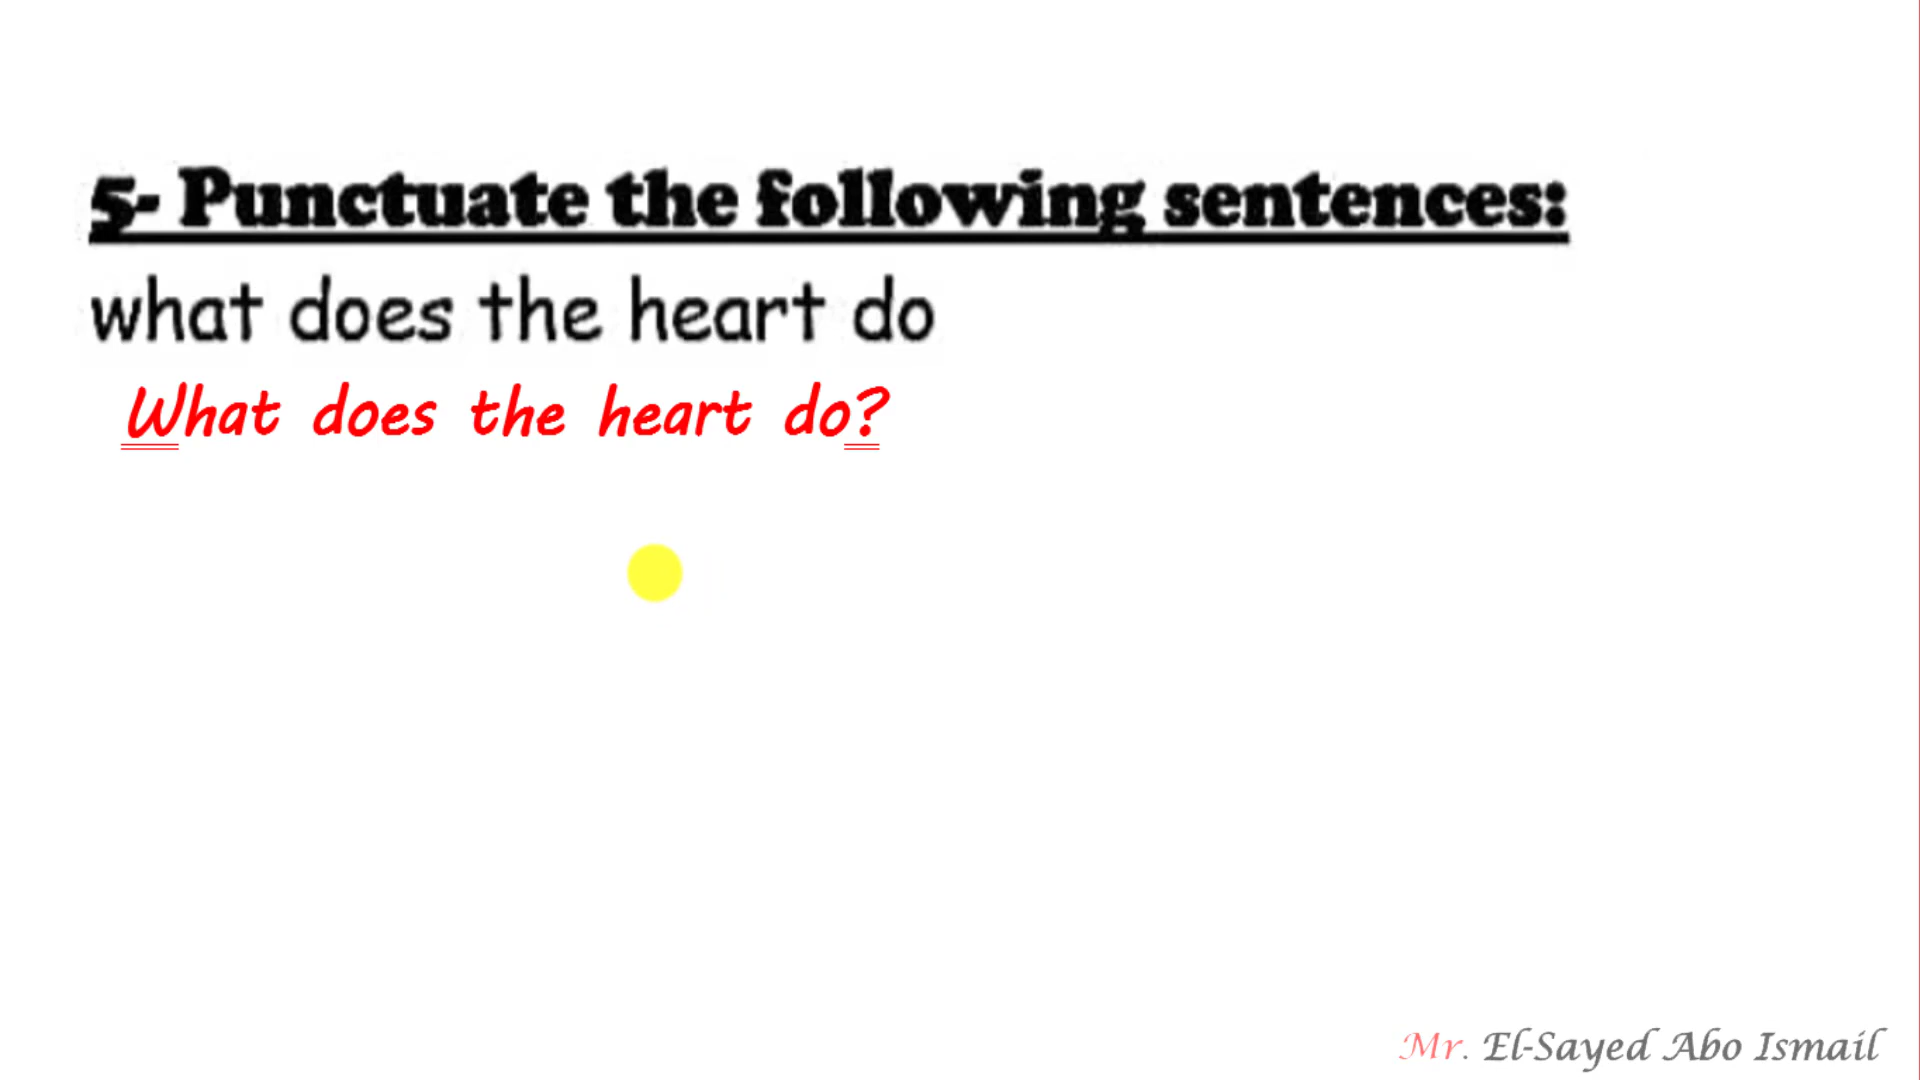 5- Punctuate the following sentences:
what does the heart do
What does the heart do?
Mr. El-Sayed Abo Ismail